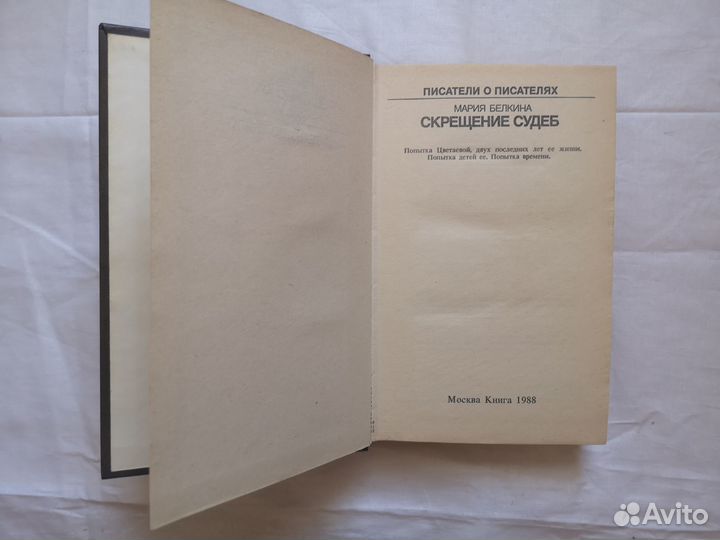 ПИСАТЕЛИ О ПИСАТЕЛЯХ
МАРИЯ БЕЛКИНА
СКРЕЩЕНИЕ СУДЕБ
Попытка Цветаевой, двух последних лет ее жизни.
Попытка детей ее. Попытка времени.
Москва Книга 1988
Avito